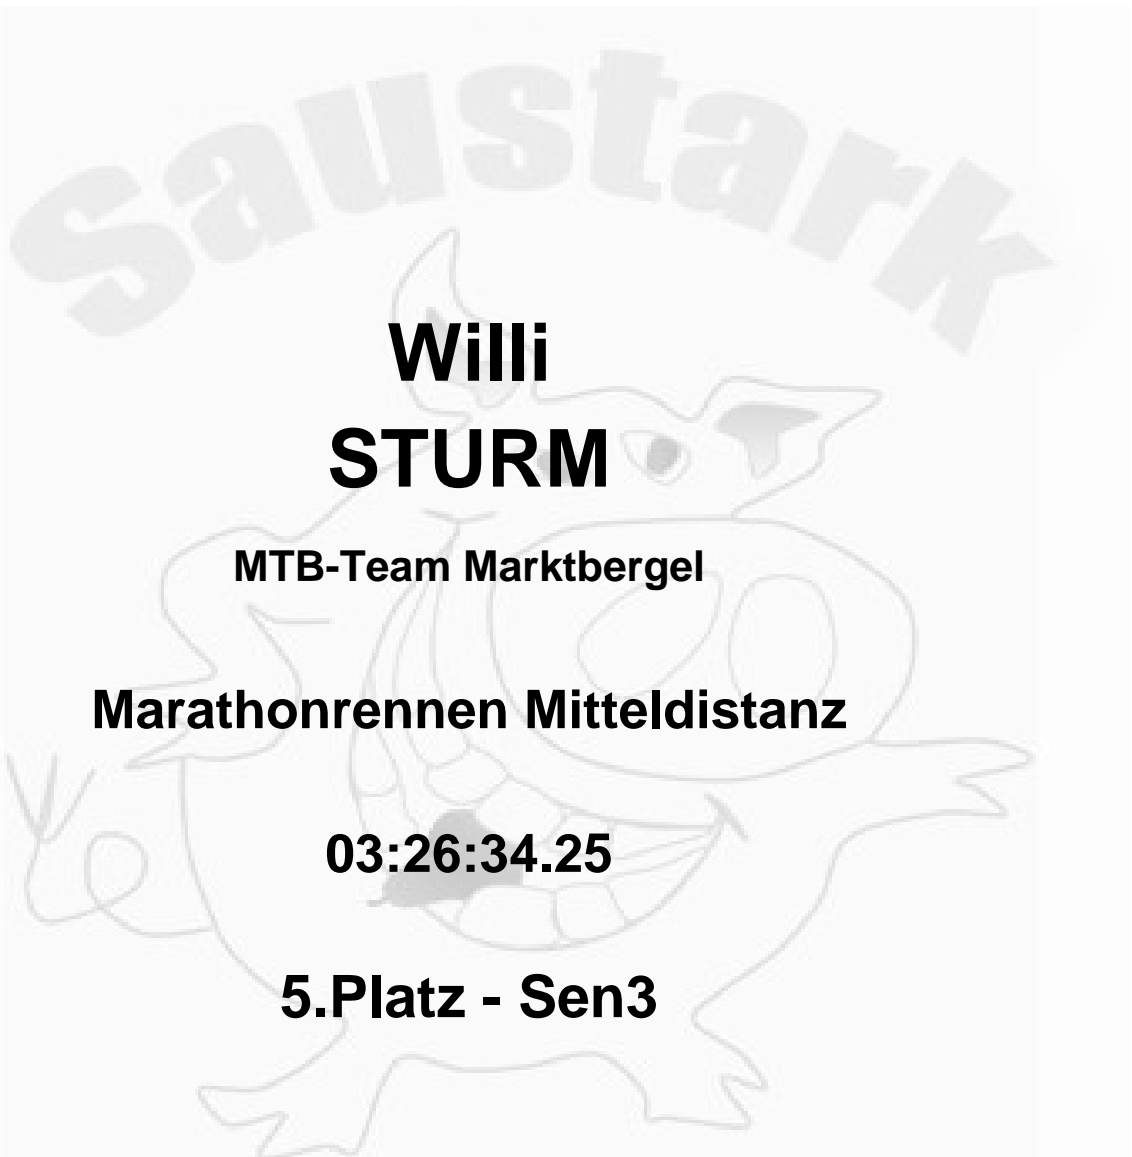 Saustark
Willi
STURM
MTB-Team Marktbergel
Marathonrennen Mitteldistanz
03:26:34.25
5.Platz - Sen3